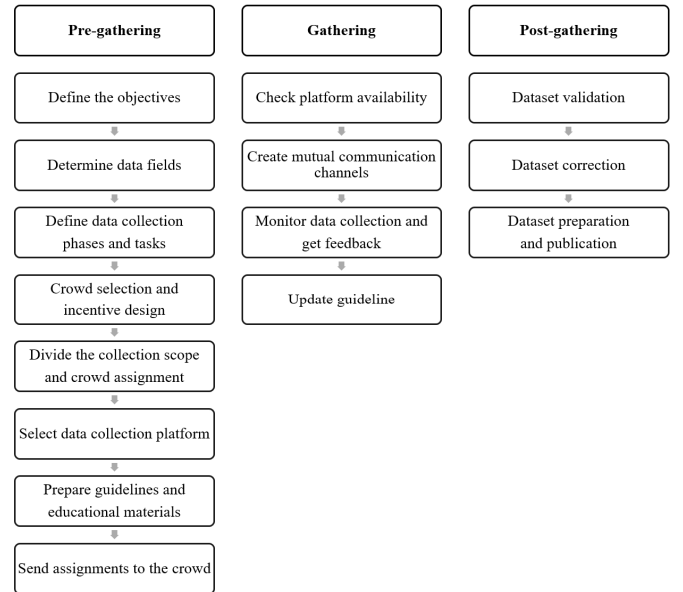 Pre-gathering
Define the objectives
Determine data fields
Define data collection
phases and tasks
Crowd selection and
incentive design
Divide the collection scope
and crowd assignment
Select data collection platform
Prepare guidelines and
educational materials
Send assignments to the crowd
Gathering
Check platform availability
Create mutual communication
channels
Monitor data collection and
get feedback
Update guideline
Post-gathering
Dataset validation
Dataset correction
Dataset preparation
and publication